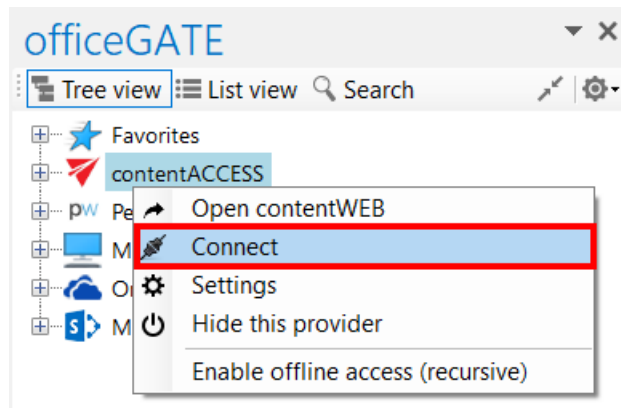 officeGATE
Tree view List view Search
Favorites
contentACCESS
pw Pe
Open contentWEB
M
Connect
Settings
S M
Hide this provider
Enable offline access (recursive)